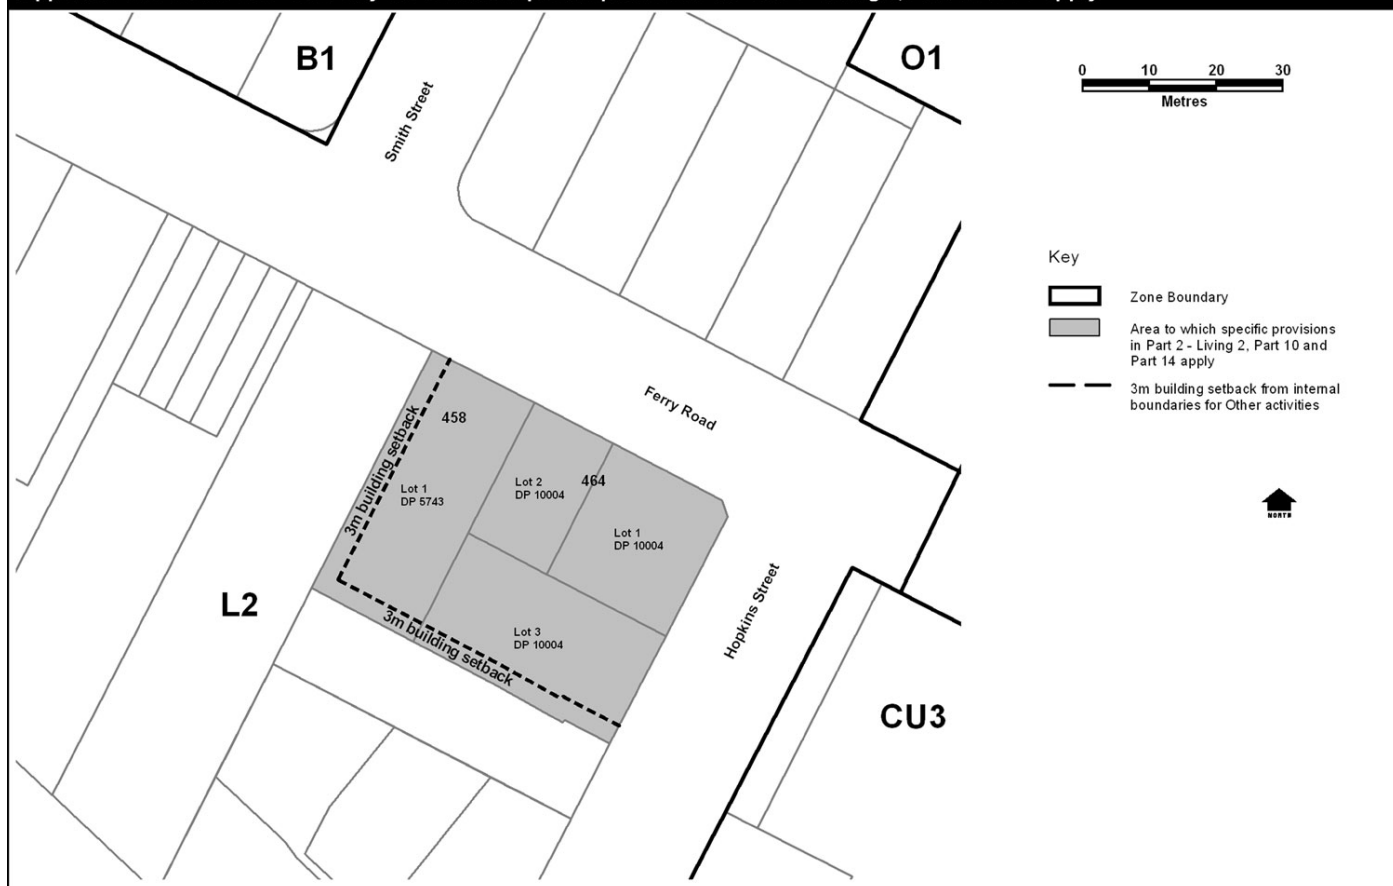 B1
O1
Smith Street
0 10 20 30
Metres
Key
Zone Boundary
Area to which specific provisions
in Part 2 - Living 2, Part 10 and
Part 14 apply
3m building setback from internal
boundaries for Other activities
NORTH
Ferry Road
458
3m building setback
Lot 1
DP 5743
Lot 2
DP 10004
464
Lot 1
DP 10004
Hopkins Street
L2
3m building setback
Lot 3
DP 10004
CU3